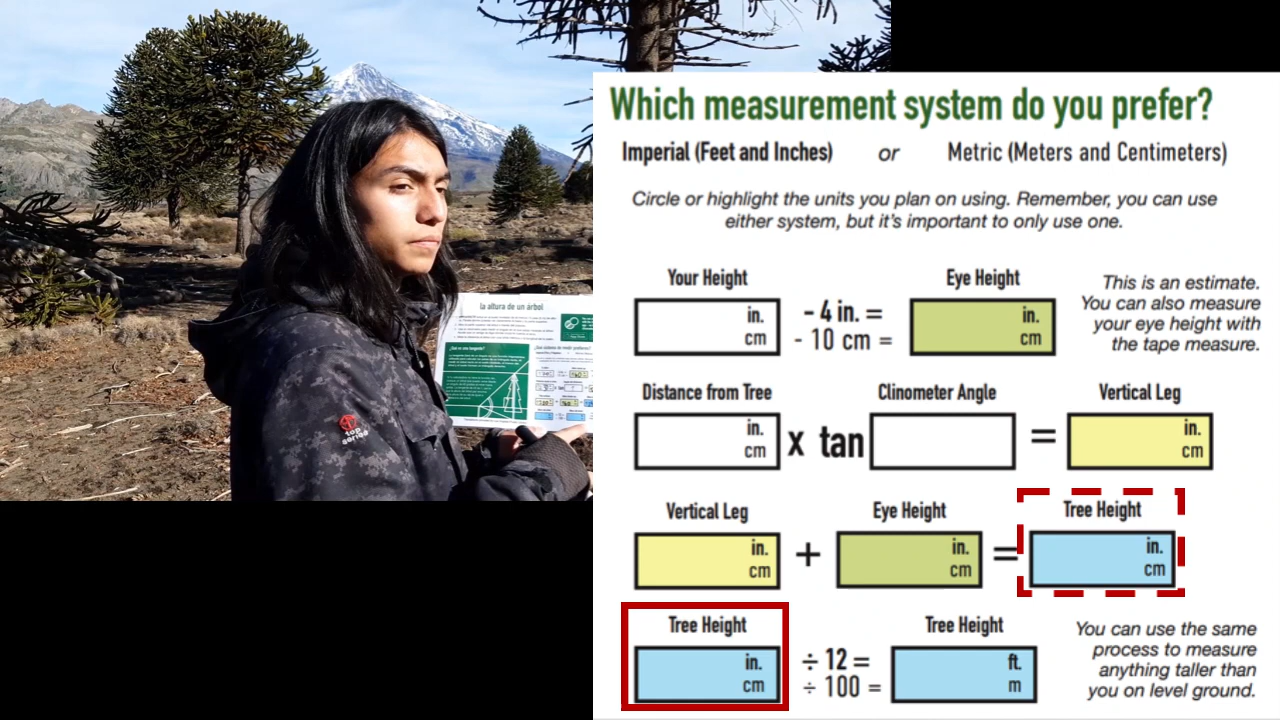 Which measurement system do you prefer?
Imperial (Feet and Inches) or Metric (Meters and Centimeters)
Circle or highlight the units you plan on using. Remember, you can use
either system, but it's important to only use one.
Your Height
in.
cm
- 4 in. =
- 10 cm =
Eye Height
in.
cm
This is an estimate.
You can also measure
your eye height with
the tape measure.
Distance from Tree
in.
cm
x tan
Clinometer Angle
=
Vertical Leg
in.
cm
Vertical Leg
in.
cm
+
Eye Height
in.
cm
=
Tree Height
in.
cm
Tree Height
in.
cm
÷ 12 =
÷ 100 =
Tree Height
ft.
m
You can use the same
process to measure
anything taller than
you on level ground.
la altura de un árbol
¿Qué es una tangente?
top
series